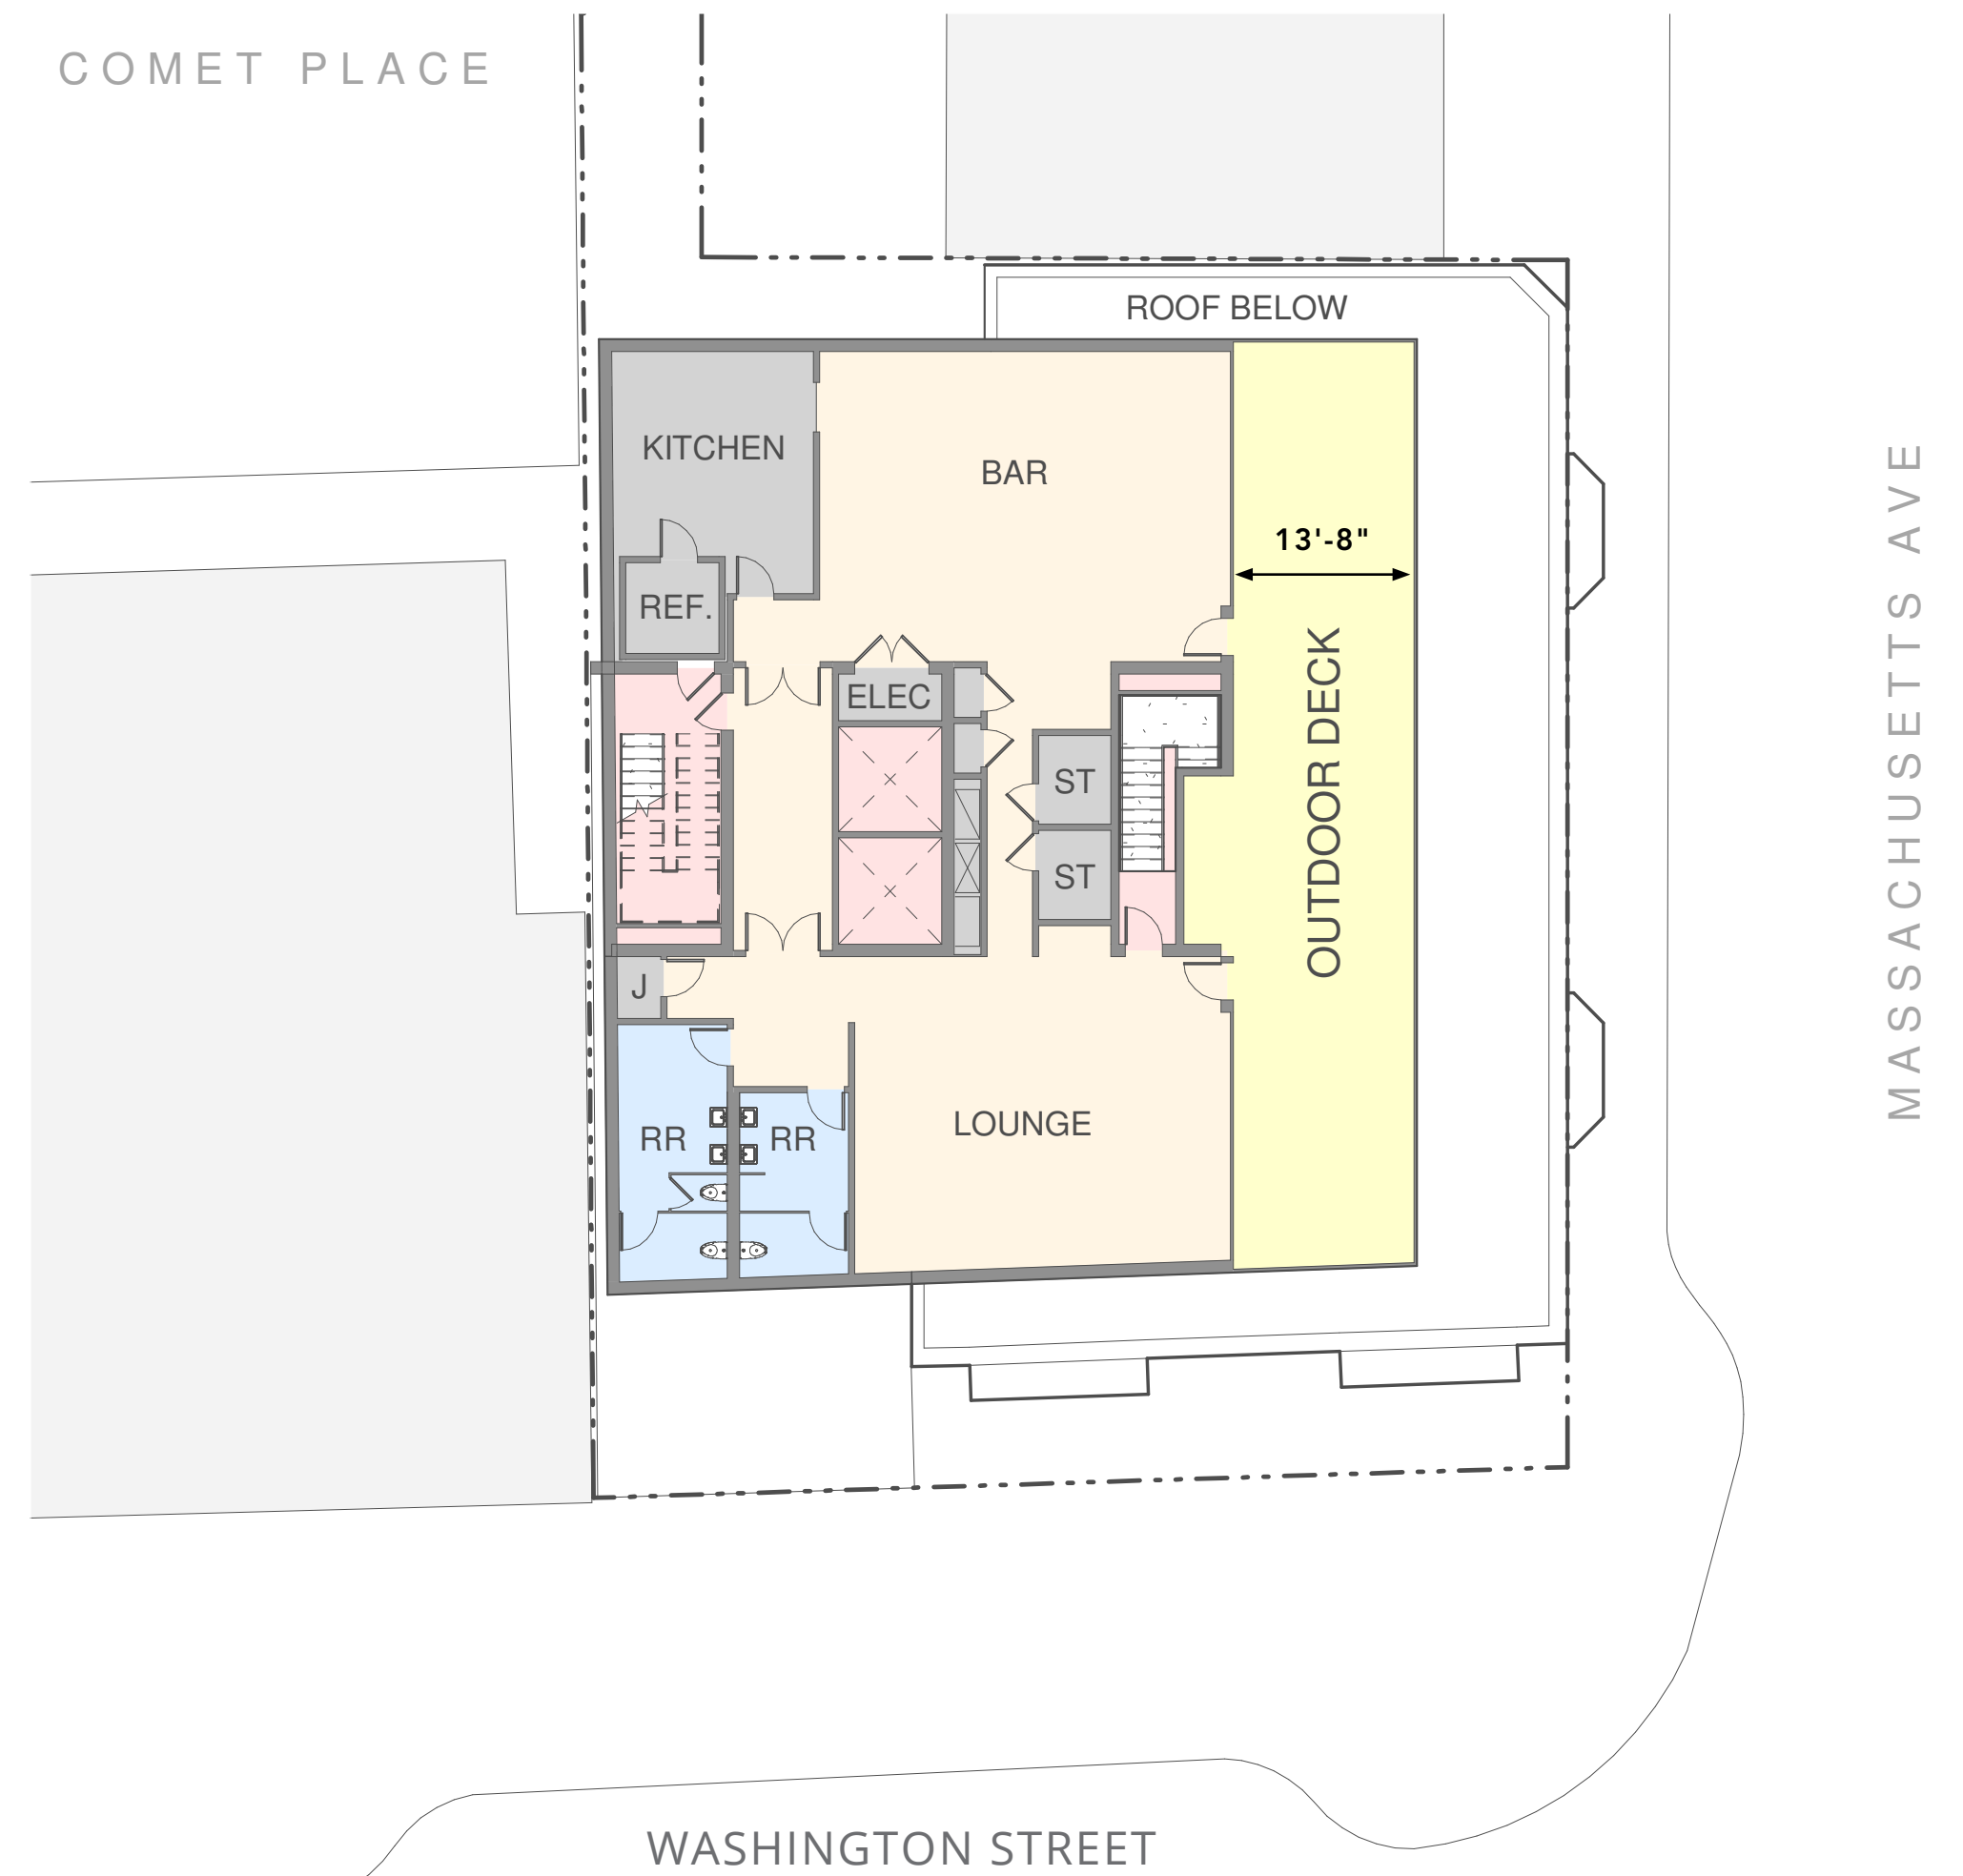 COMET PLACE
ROOF BELOW
KITCHEN
BAR
13'-8"
REF.
ELEC
ST
ST
OUTDOOR DECK
MASSACHUSETTS AVE
J
RR
RR
LOUNGE
WASHINGTON STREET